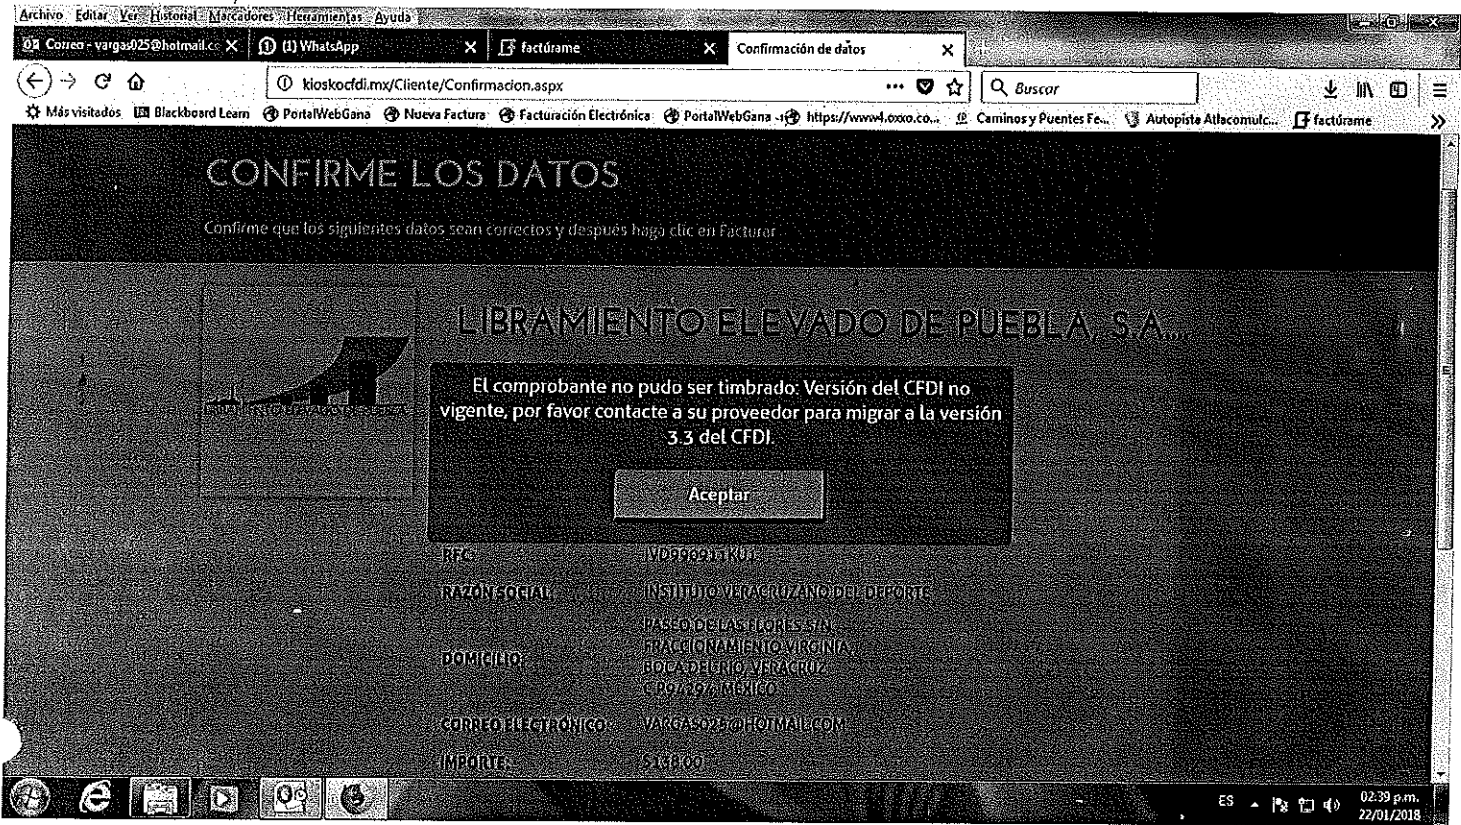 Archivo Editar Ver Historial Marcadores Herramientas Ayuda
Correo - vargas025@hotmail.co X (1) WhatsApp X factúrame X Confirmación de datos X
kioskocfdi.mx/Cliente/Confirmacion.aspx ••• Buscar
Más visitados Blackboard Learn PortalWebGana Nueva Factura Facturación Electrónica PortalWebGana https://www4.oxxo.co... Caminos y Puentes Fe... Autopista Atlacomulc... factúrame »
CONFIRME LOS DATOS
Confirme que los siguientes datos sean correctos y después haga clic en Facturar
LIBRAMIENTO ELEVADO DE PUEBLA, S.A...
El comprobante no pudo ser timbrado: Versión del CFDI no
vigente, por favor contacte a su proveedor para migrar a la versión
3.3 del CFDI.
Aceptar
RFC:
RAZÓN SOCIAL: INSTITUTO VERACRUZANO DEL DEPORTE
PASEO DE LAS FLORES S/N
FRACCIONAMIENTO VIRGINIA,
DOMICILIO:
BOCA DEL RIO, VERACRUZ
MÉXICO
CORREO ELECTRÓNICO: VARGAS025@HOTMAIL.COM
IMPORTE: $138.00
ES 02:39 p.m.
22/01/2018